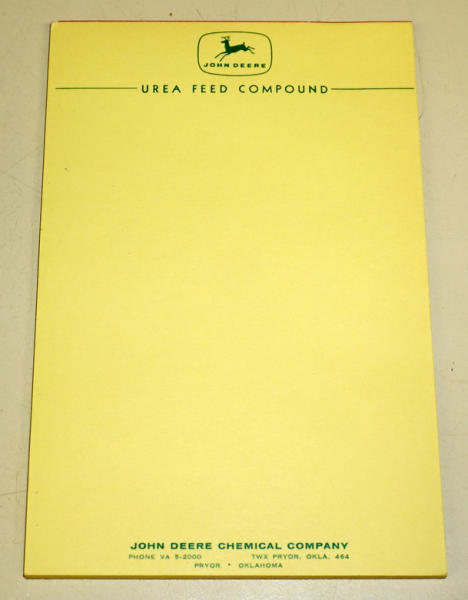 JOHN DEERE
UREA FEED COMPOUND
JOHN DEERE CHEMICAL COMPANY
PHONE VA 5-2000 TWX PRYOR, OKLA. 464
PRYOR • OKLAHOMA